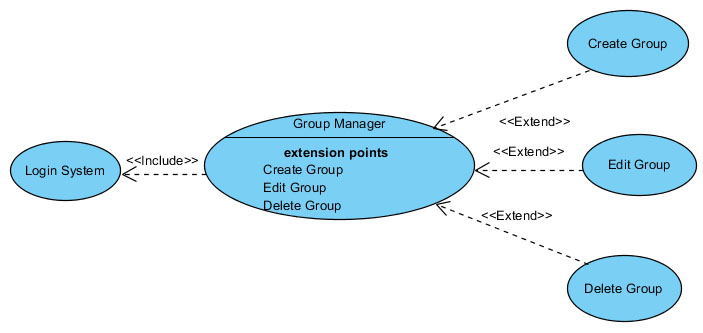 Create Group
<<Extend>>
Group Manager
<<Include>>
extension points
<<Extend>>
Login System
Create Group
Edit Group
Edit Group
Delete Group
<<Extend>>
Delete Group